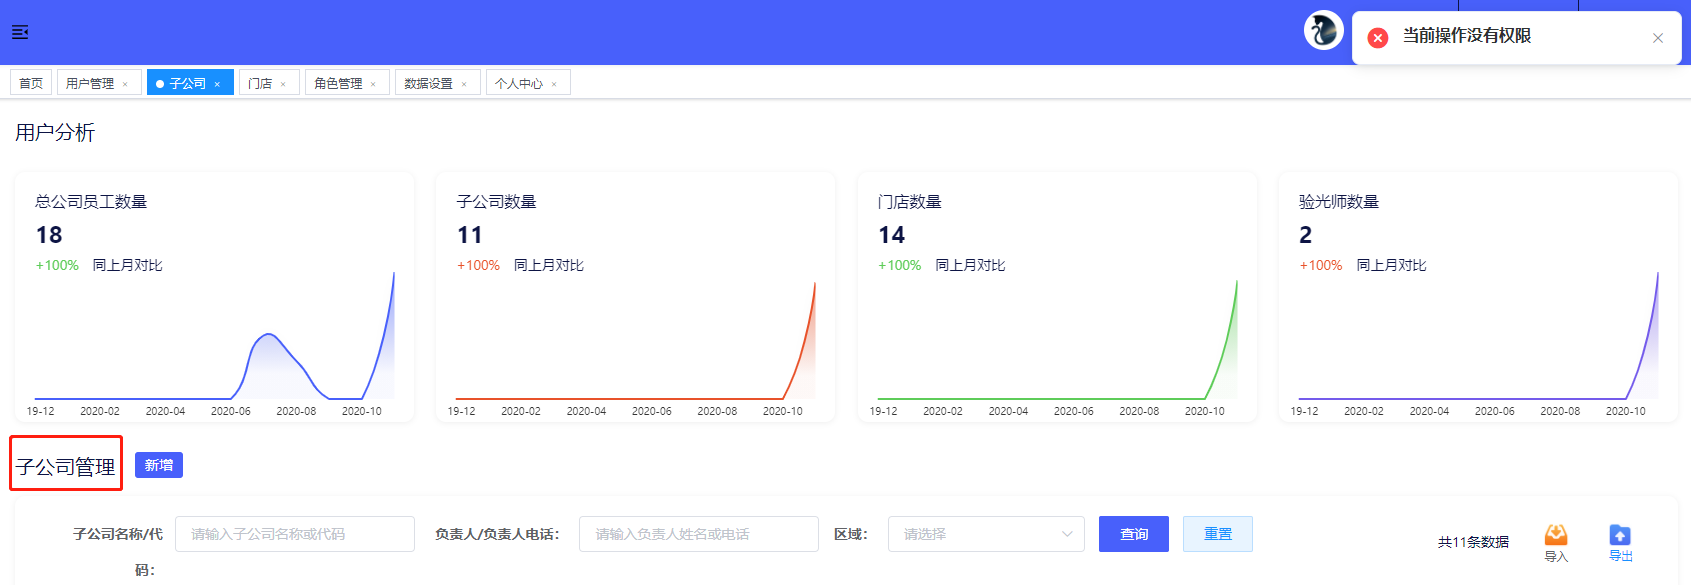 当前操作没有权限
首页 用户管理 × 子公司 × 门店 × 角色管理 × 数据设置 × 个人中心 ×
用户分析
总公司员工数量
18
+100% 同上月对比
19-12 2020-02 2020-04 2020-06 2020-08 2020-10
子公司数量
11
+100% 同上月对比
19-12 2020-02 2020-04 2020-06 2020-08 2020-10
门店数量
14
+100% 同上月对比
19-12 2020-02 2020-04 2020-06 2020-08 2020-10
验光师数量
2
+100% 同上月对比
19-12 2020-02 2020-04 2020-06 2020-08 2020-10
子公司管理 新增
子公司名称/代
码：
请输入子公司名称或代码
负责人/负责人电话： 请输入负责人姓名或电话
区域： 请选择
查询 重置
共11条数据
导入 导出